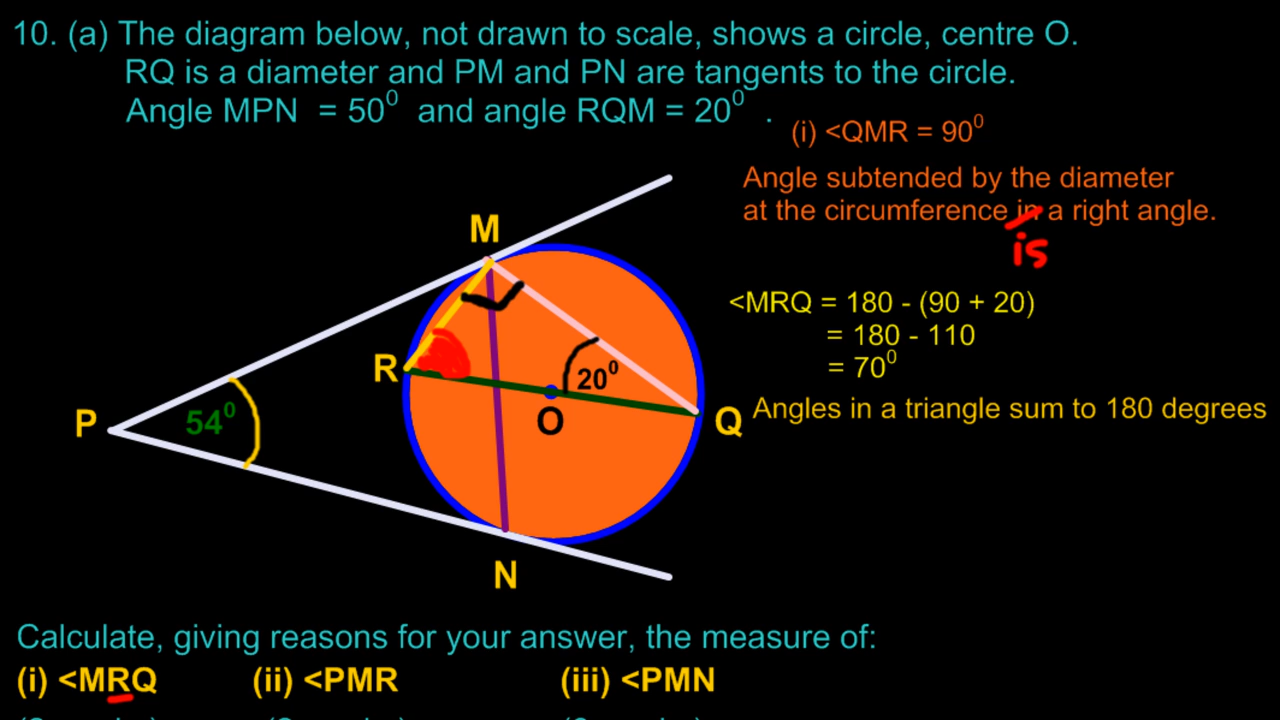 10. (a) The diagram below, not drawn to scale, shows a circle, centre O.
RQ is a diameter and PM and PN are tangents to the circle.
Angle MPN = 50⁰ and angle RQM = 20⁰ .
(i) <QMR = 90⁰
Angle subtended by the diameter
at the circumference in a right angle.
is
M
<MRQ = 180 - (90 + 20)
= 180 - 110
= 70⁰
R
20⁰
P
54⁰
O
Q
Angles in a triangle sum to 180 degrees
N
Calculate, giving reasons for your answer, the measure of:
(i) <MRQ (ii) <PMR (iii) <PMN